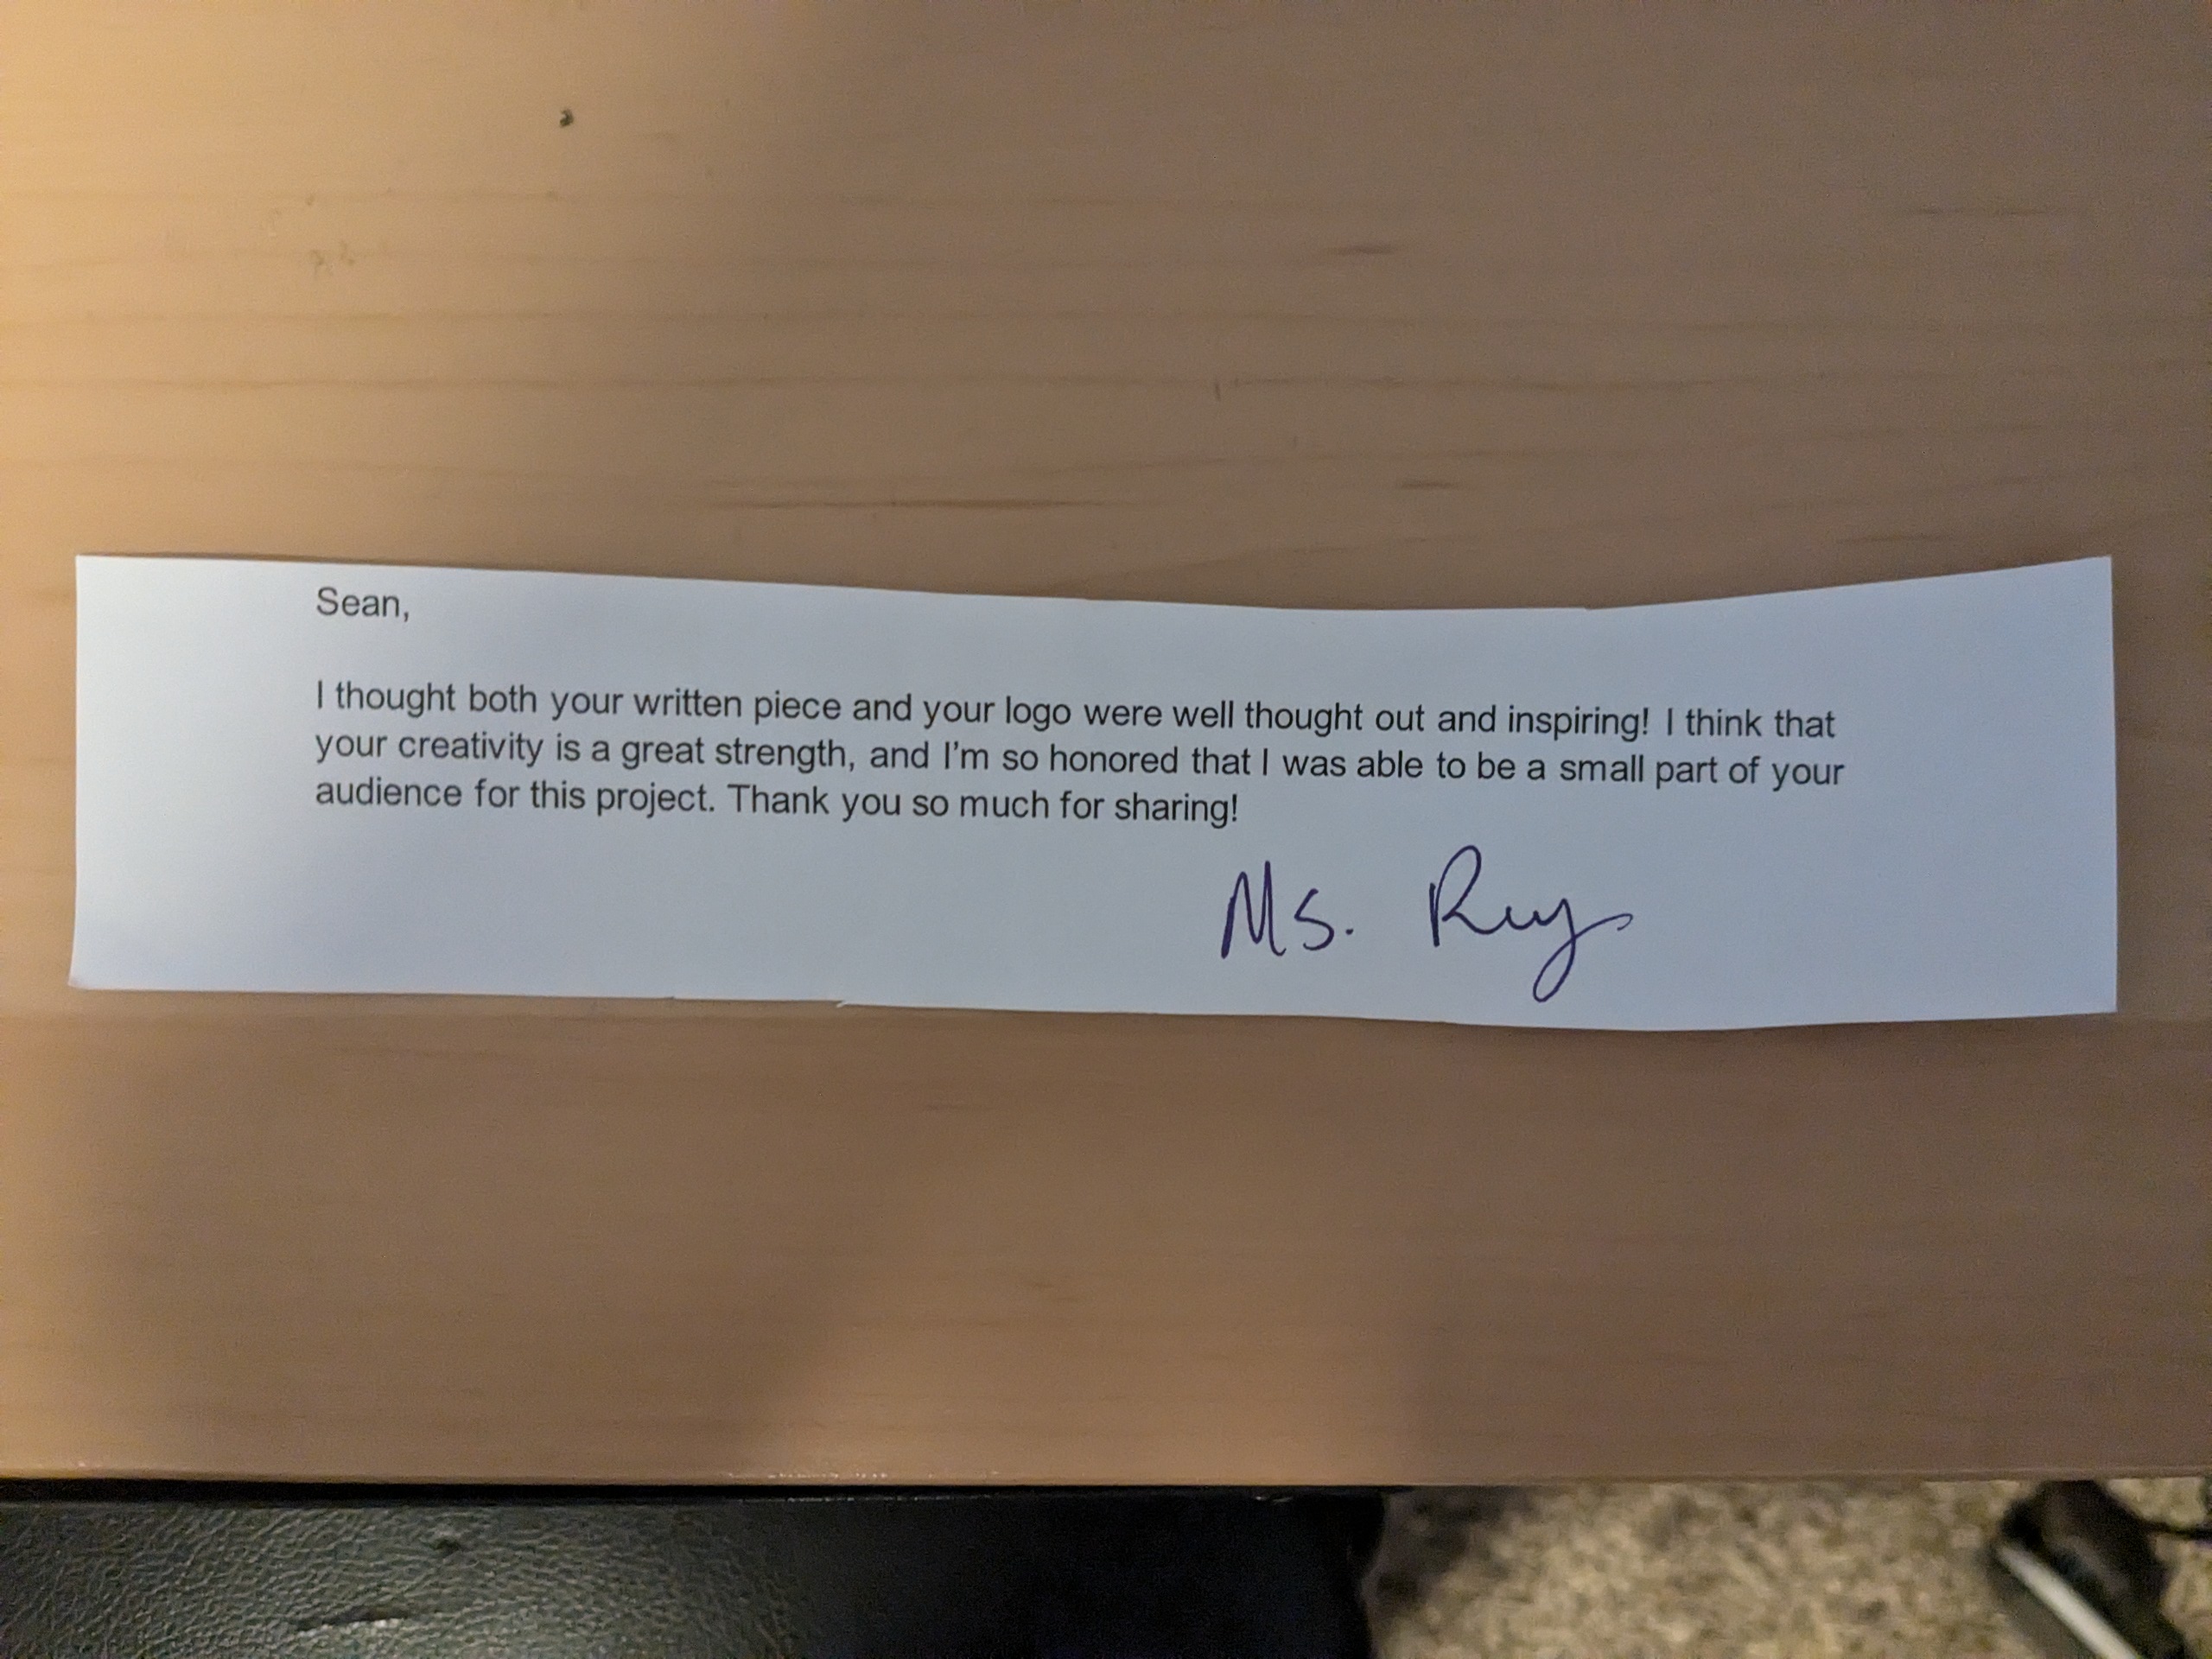 Sean,
I thought both your written piece and your logo were well thought out and inspiring! I think that
your creativity is a great strength, and I'm so honored that I was able to be a small part of your
audience for this project. Thank you so much for sharing!
Ms.